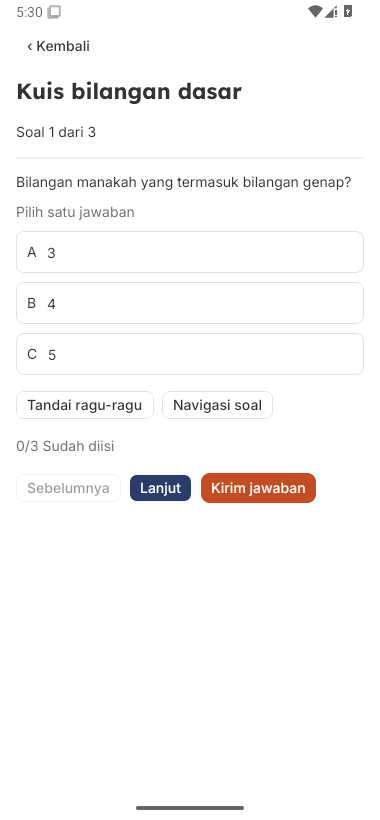 5:30
‹ Kembali
Kuis bilangan dasar
Soal 1 dari 3
Bilangan manakah yang termasuk bilangan genap?
Pilih satu jawaban
A 3
B 4
C 5
Tandai ragu-ragu Navigasi soal
0/3 Sudah diisi
Sebelumnya Lanjut Kirim jawaban